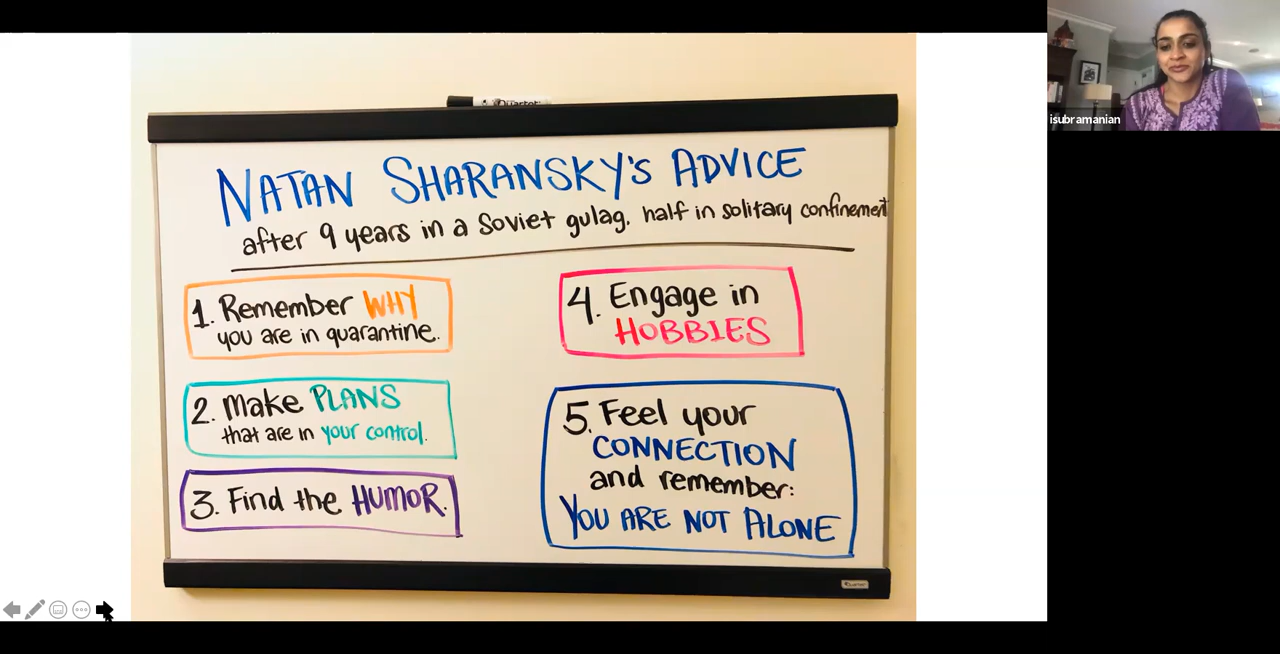 Quartet
NATAN SHARANSKY'S ADVICE
after 9 years in a Soviet gulag, half in solitary confinement
1. Remember WHY
you are in quarantine.
2. Make PLANS
that are in your control.
3. Find the HUMOR.
4. Engage in
HOBBIES
5. Feel your
CONNECTION
and remember:
YOU ARE NOT ALONE
Quartet
isubramanian